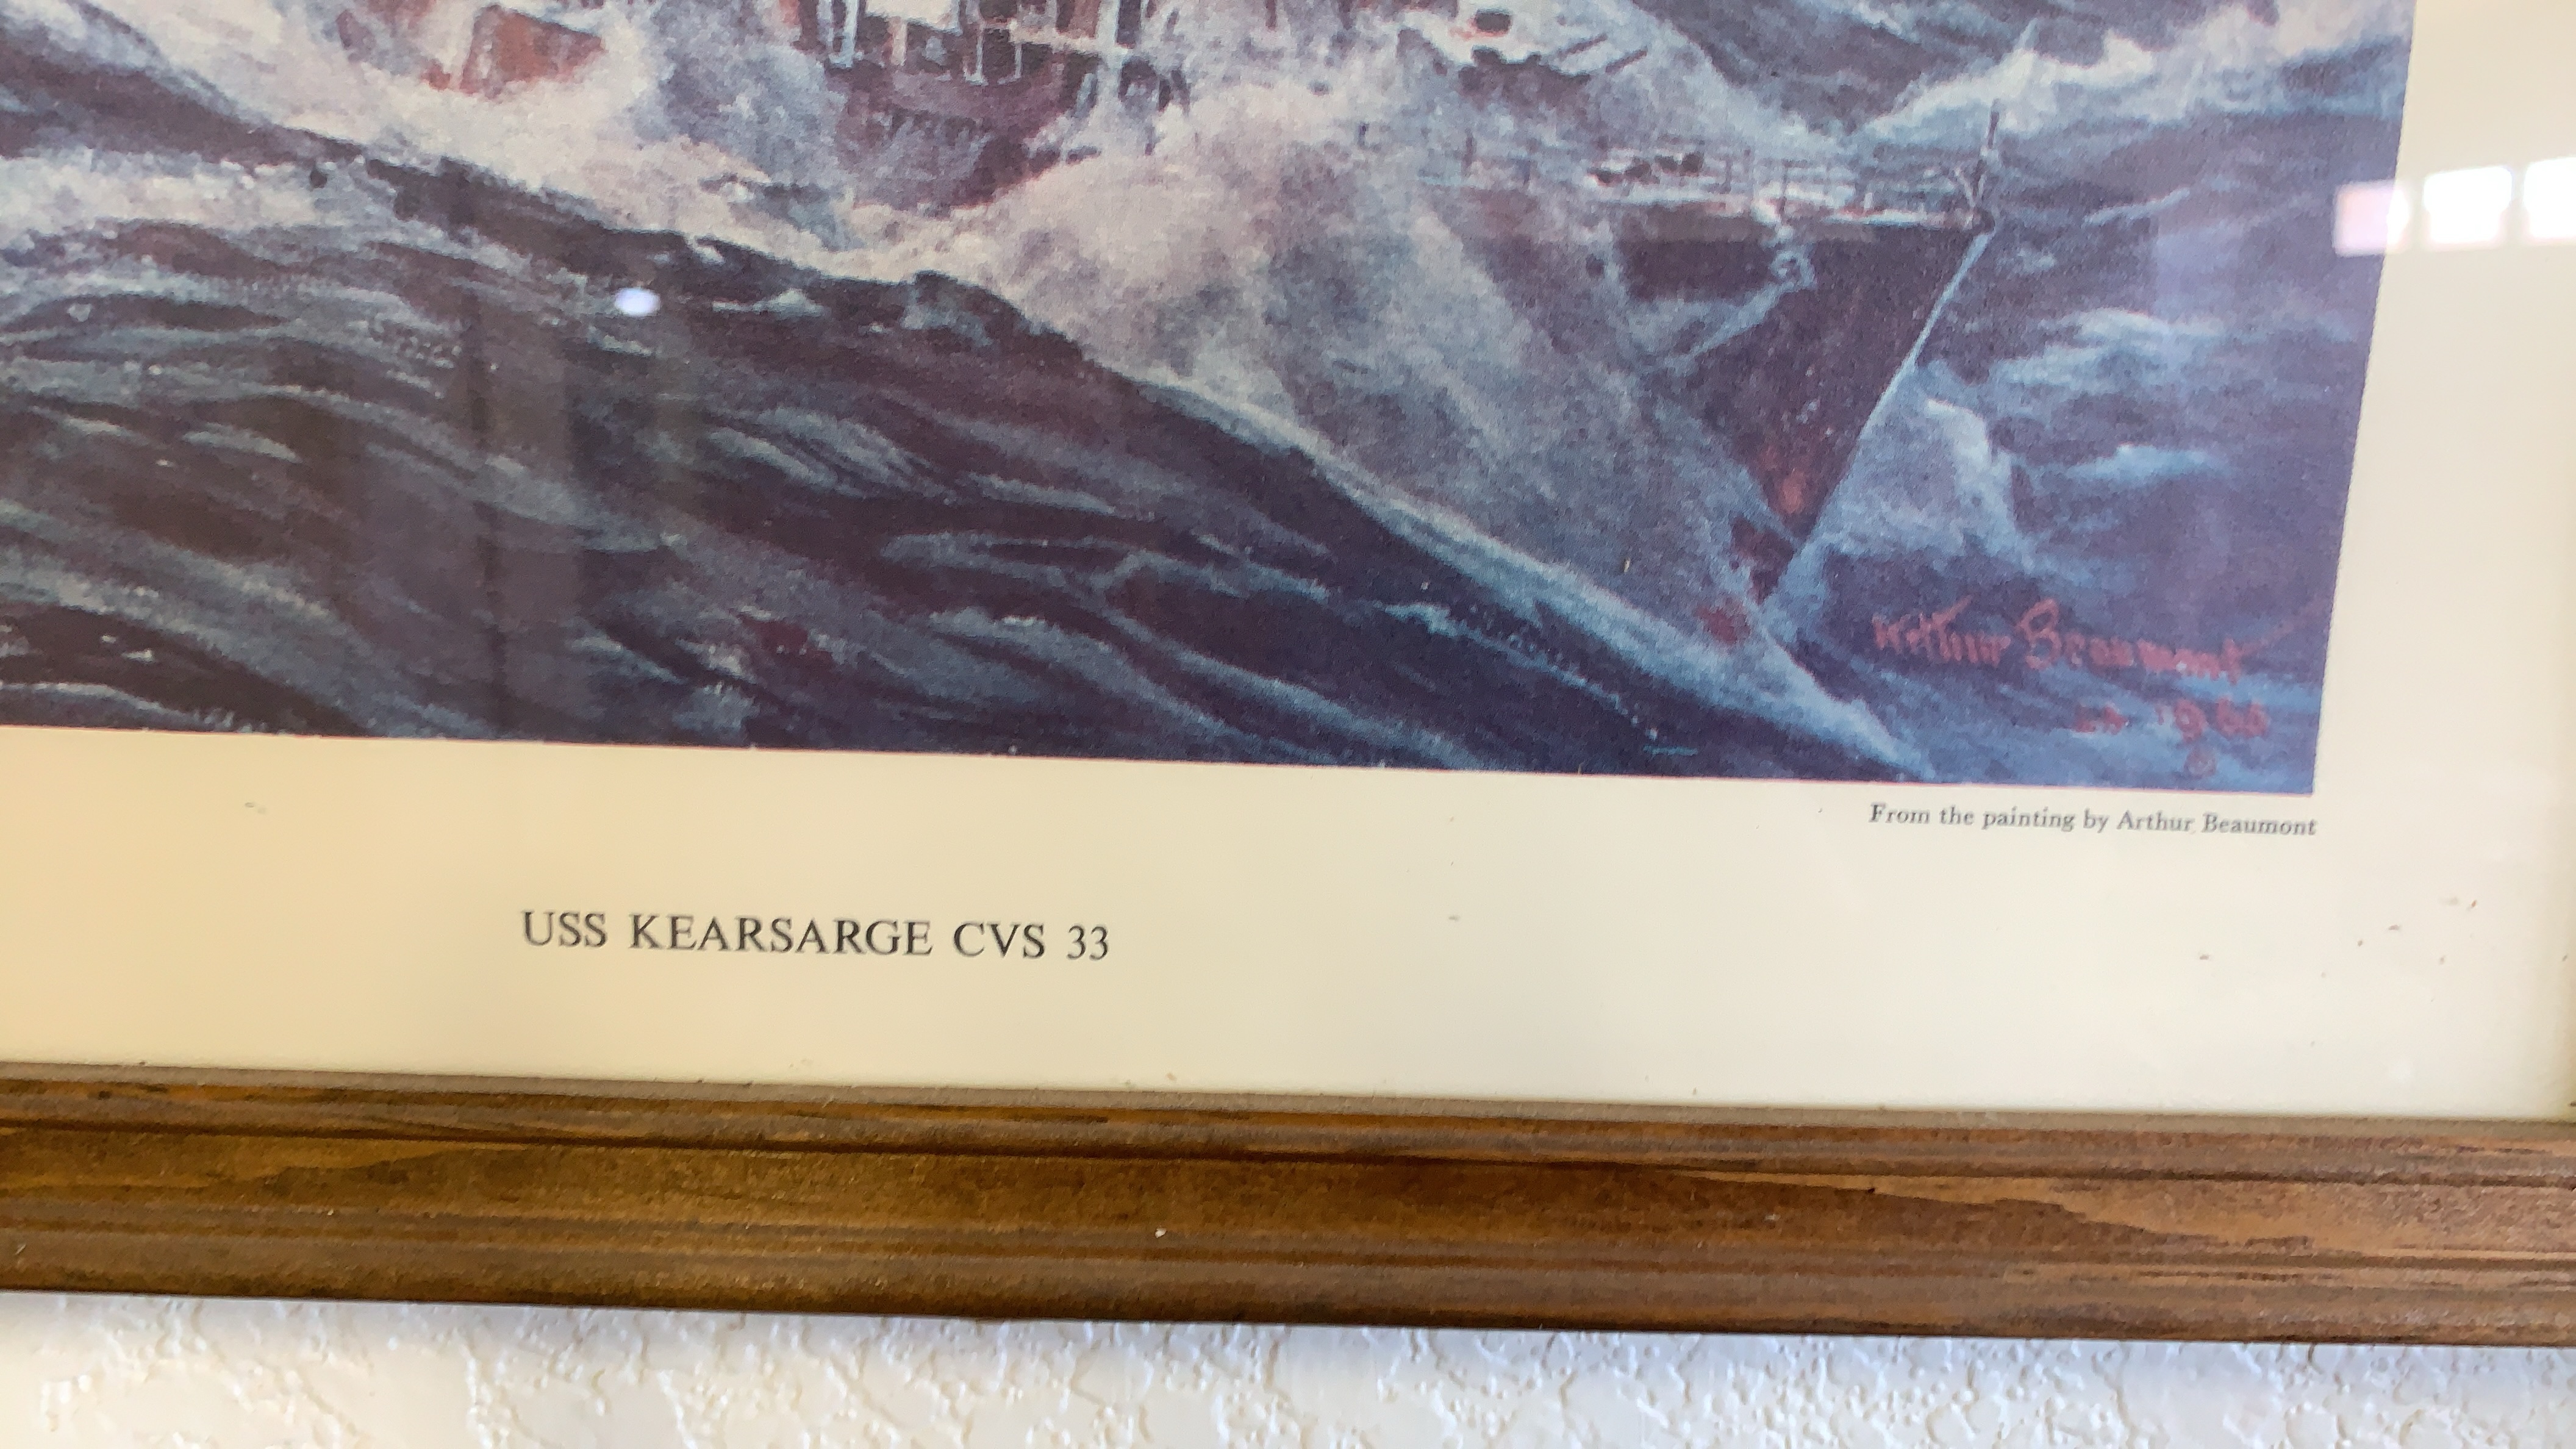 Arthur Beaumont
©
From the painting by Arthur Beaumont
USS KEARSARGE CVS 33